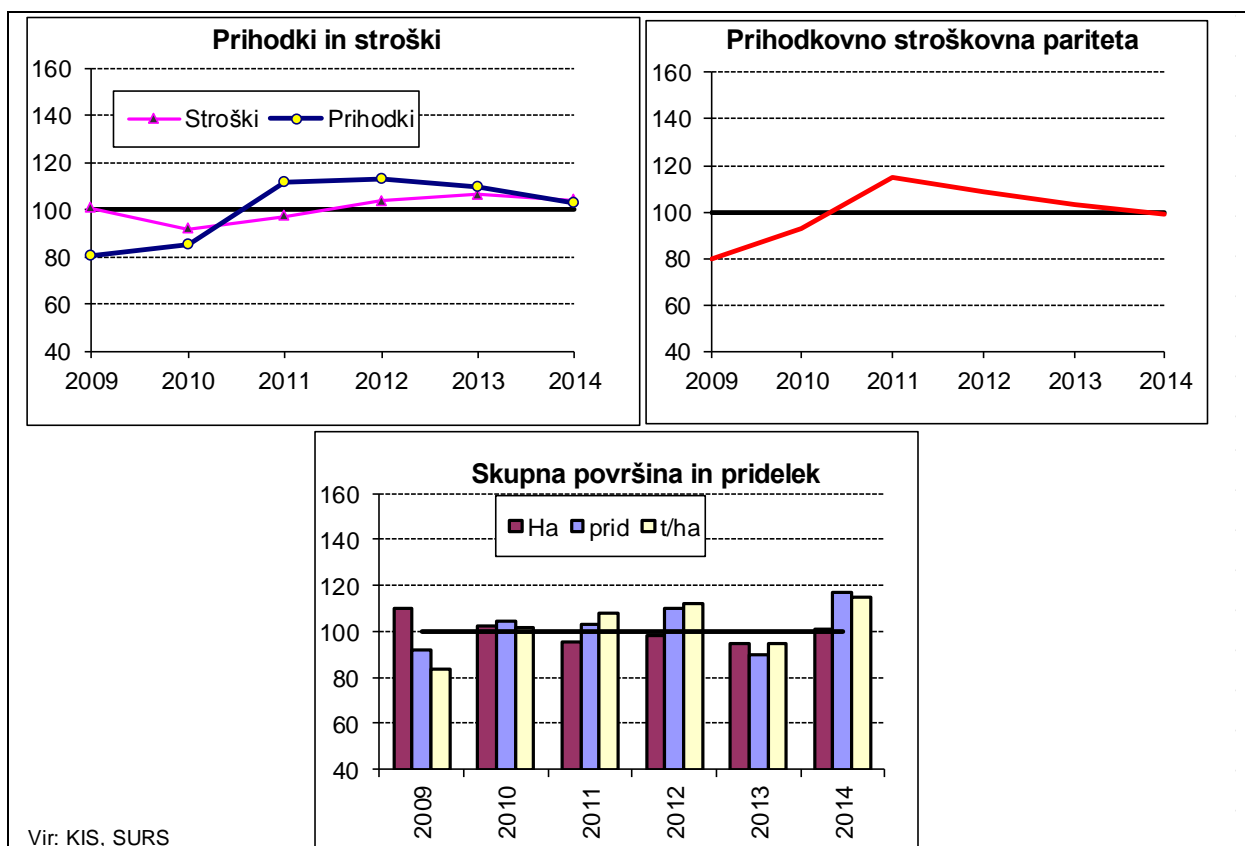 Prihodki in stroški
160
140
120
100
80
60
40
Stroški Prihodki
2009 2010 2011 2012 2013 2014
Prihodkovno stroškovna pariteta
160
140
120
100
80
60
40
2009 2010 2011 2012 2013 2014
Skupna površina in pridelek
160
140
120
100
80
60
40
Ha prid t/ha
2009 2010 2011 2012 2013 2014
Vir: KIS, SURS